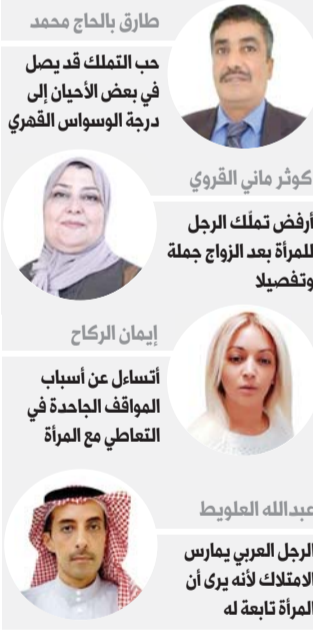 طارق بالحاج محمد
حب التملك قد يصل
في بعض الأحيان إلى
درجة الوسواس القهري
كوثر ماني القروي
أرفض تملّك الرجل
للمرأة بعد الزواج جملة
وتفصيلا
إيمان الركاح
أتساءل عن أسباب
المواقف الجاحدة في
التعاطي مع المرأة
عبدالله العلويط
الرجل العربي يمارس
الامتلاك لأنه يرى أن
المرأة تابعة له